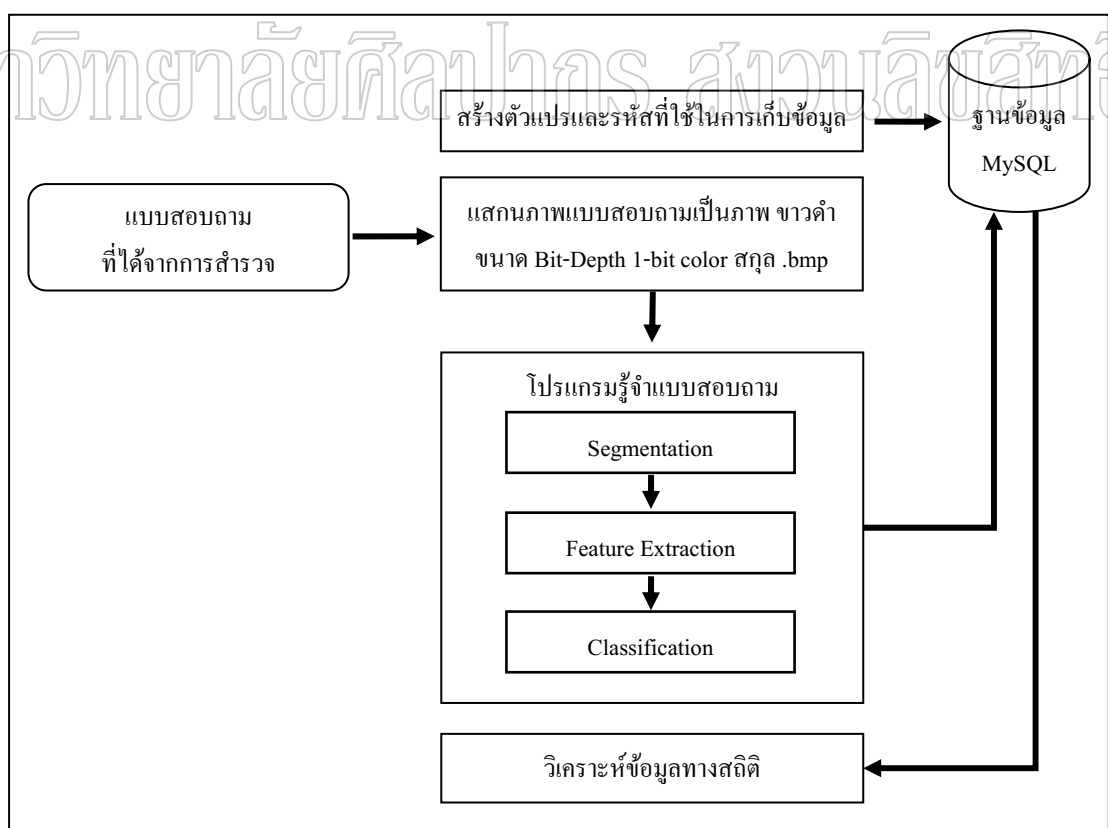 มหาวิทยาลัยศิลปากร สงวนลิขสิทธิ์
สร้างตัวแปรและรหัสที่ใช้ในการเก็บข้อมูล
ฐานข้อมูล
MySQL
แบบสอบถาม
ที่ได้จากการสำรวจ
แสกนภาพแบบสอบถามเป็นภาพ ขาวดำ
ขนาด Bit-Depth 1-bit color สกุล .bmp
โปรแกรมรู้จำแบบสอบถาม
Segmentation
Feature Extraction
Classification
วิเคราะห์ข้อมูลทางสถิติ